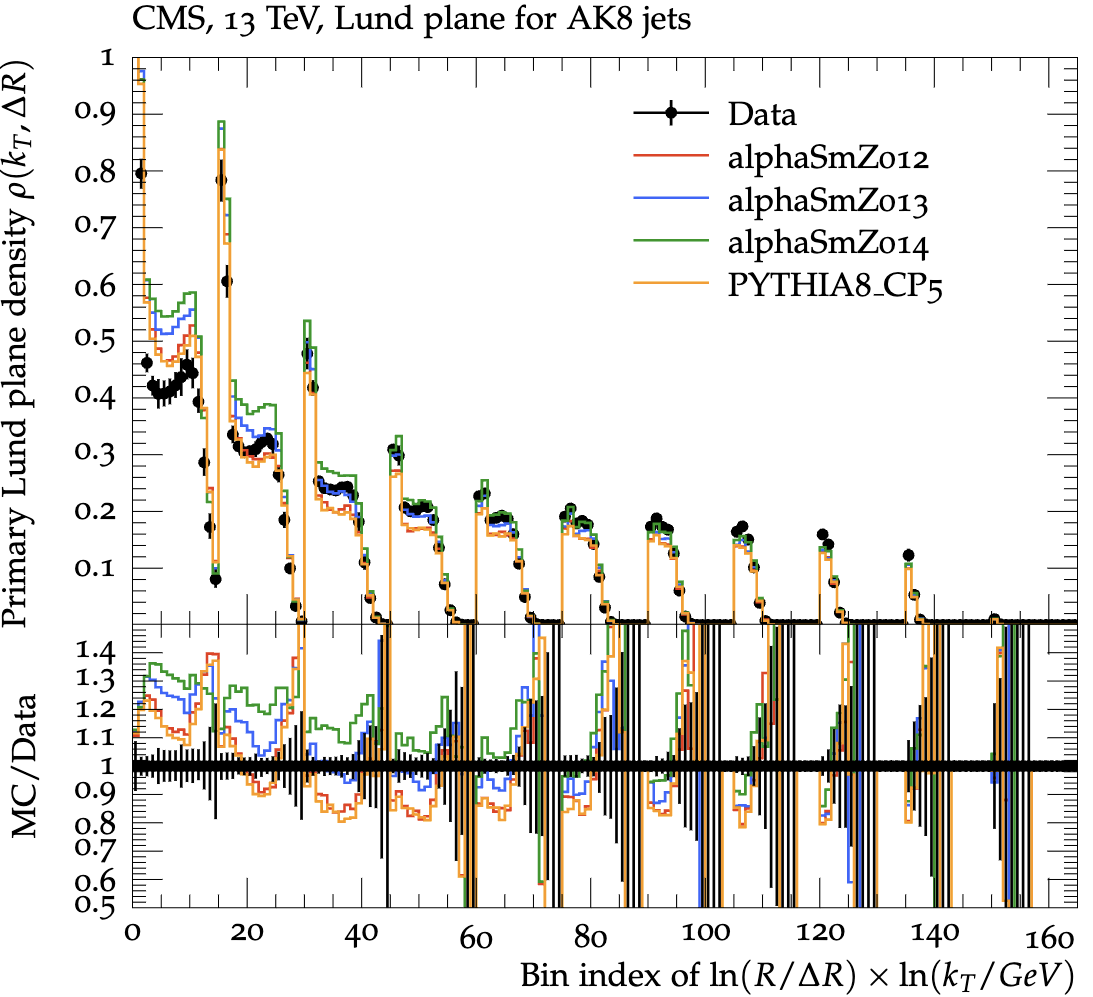 CMS, 13 TeV, Lund plane for AK8 jets
Primary Lund plane density ρ(k_T, ΔR)
1
0.9
0.8
0.7
0.6
0.5
0.4
0.3
0.2
0.1
Data
alphaSmZ012
alphaSmZ013
alphaSmZ014
PYTHIA8_CP5
MC/Data
1.4
1.3
1.2
1.1
1
0.9
0.8
0.7
0.6
0.5
0 20 40 60 80 100 120 140 160
Bin index of ln(R/ΔR) × ln(k_T/GeV)